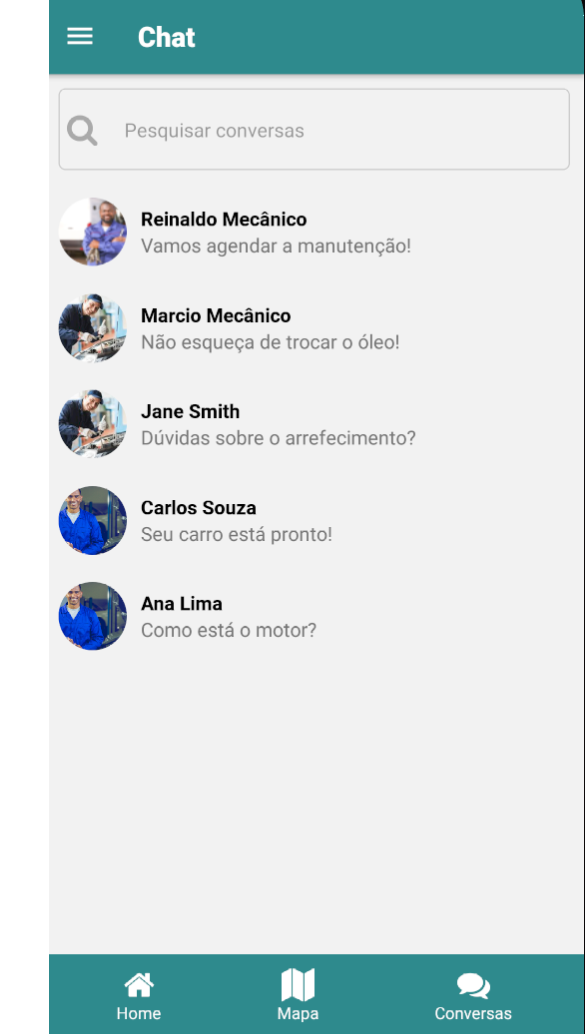 Chat
Pesquisar conversas
Reinaldo Mecânico
Vamos agendar a manutenção!
Marcio Mecânico
Não esqueça de trocar o óleo!
Jane Smith
Dúvidas sobre o arrefecimento?
Carlos Souza
Seu carro está pronto!
Ana Lima
Como está o motor?
Home Mapa Conversas